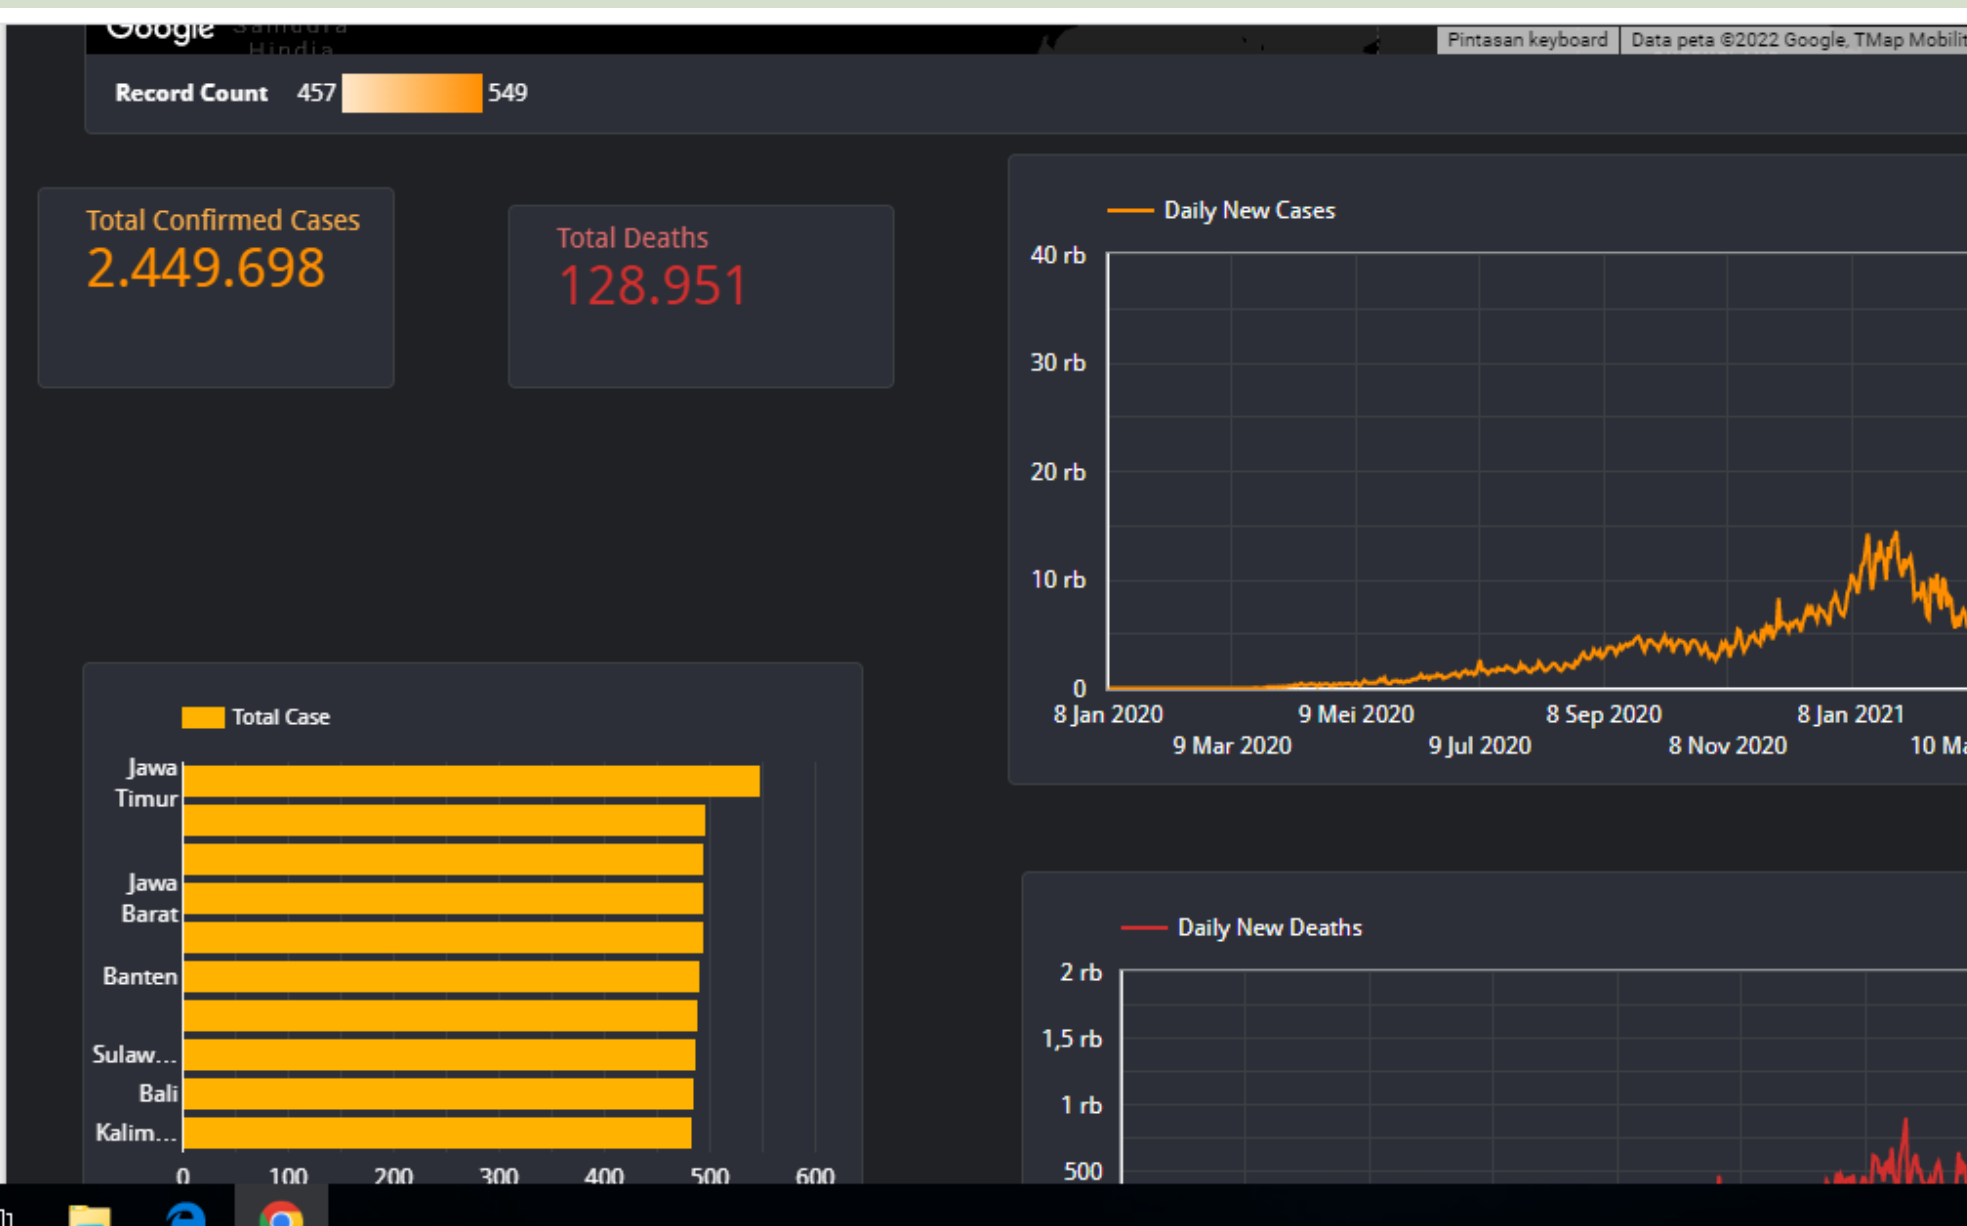 Google Samudra
Hindia
Pintasan keyboard
Data peta ©2022 Google, TMap Mobilit
Record Count 457 549
Total Confirmed Cases
2.449.698
Total Deaths
128.951
Daily New Cases
40 rb
30 rb
20 rb
10 rb
0
8 Jan 2020 9 Mei 2020 8 Sep 2020 8 Jan 2021
9 Mar 2020 9 Jul 2020 8 Nov 2020 10 Ma
Total Case
Jawa
Timur
Jawa
Barat
Banten
Sulaw...
Bali
Kalim...
0 100 200 300 400 500 600
Daily New Deaths
2 rb
1,5 rb
1 rb
500